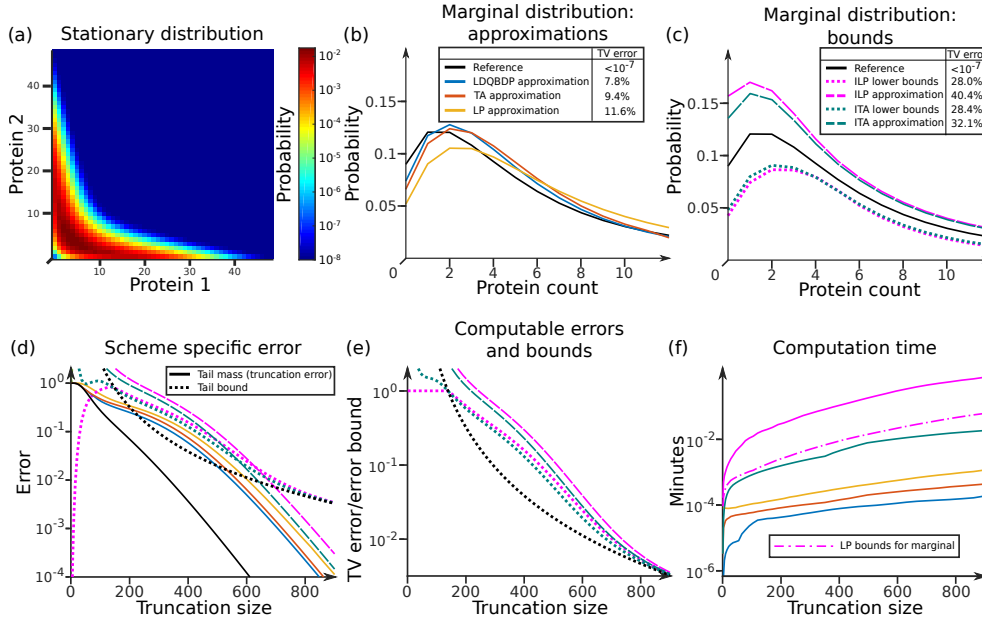 (a)
Stationary distribution
Protein 2
40
30
20
10
10
20
30
40
Protein 1
Probability
10^-2
10^-3
10^-4
10^-5
10^-6
10^-7
10^-8
(b)
Marginal distribution:
approximations
TV error
Reference <10^-7
LDQBDP approximation 7.8%
TA approximation 9.4%
LP approximation 11.6%
Probability
0.15
0.1
0.05
0 2 4 6 8 10
Protein count
(c)
Marginal distribution:
bounds
TV error
Reference <10^-7
ILP lower bounds 28.0%
ILP approximation 40.4%
ITA lower bounds 28.4%
ITA approximation 32.1%
Probability
0.15
0.1
0.05
0 2 4 6 8 10
Protein count
(d)
Scheme specific error
Tail mass (truncation error)
Tail bound
Error
10^0
10^-1
10^-2
10^-3
10^-4
0 200 400 600 800
Truncation size
(e)
Computable errors
and bounds
TV error/error bound
10^0
10^-1
10^-2
0 200 400 600 800
Truncation size
(f)
Computation time
Minutes
10^-2
10^-4
10^-6
LP bounds for marginal
0 200 400 600 800
Truncation size